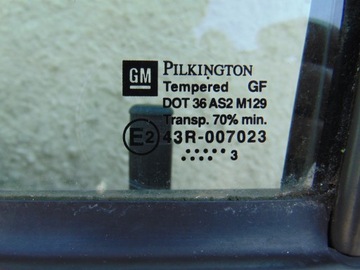 GM PILKINGTON
Tempered GF
DOT 36 AS2 M129
Transp. 70% min.
E2 43R-007023
3